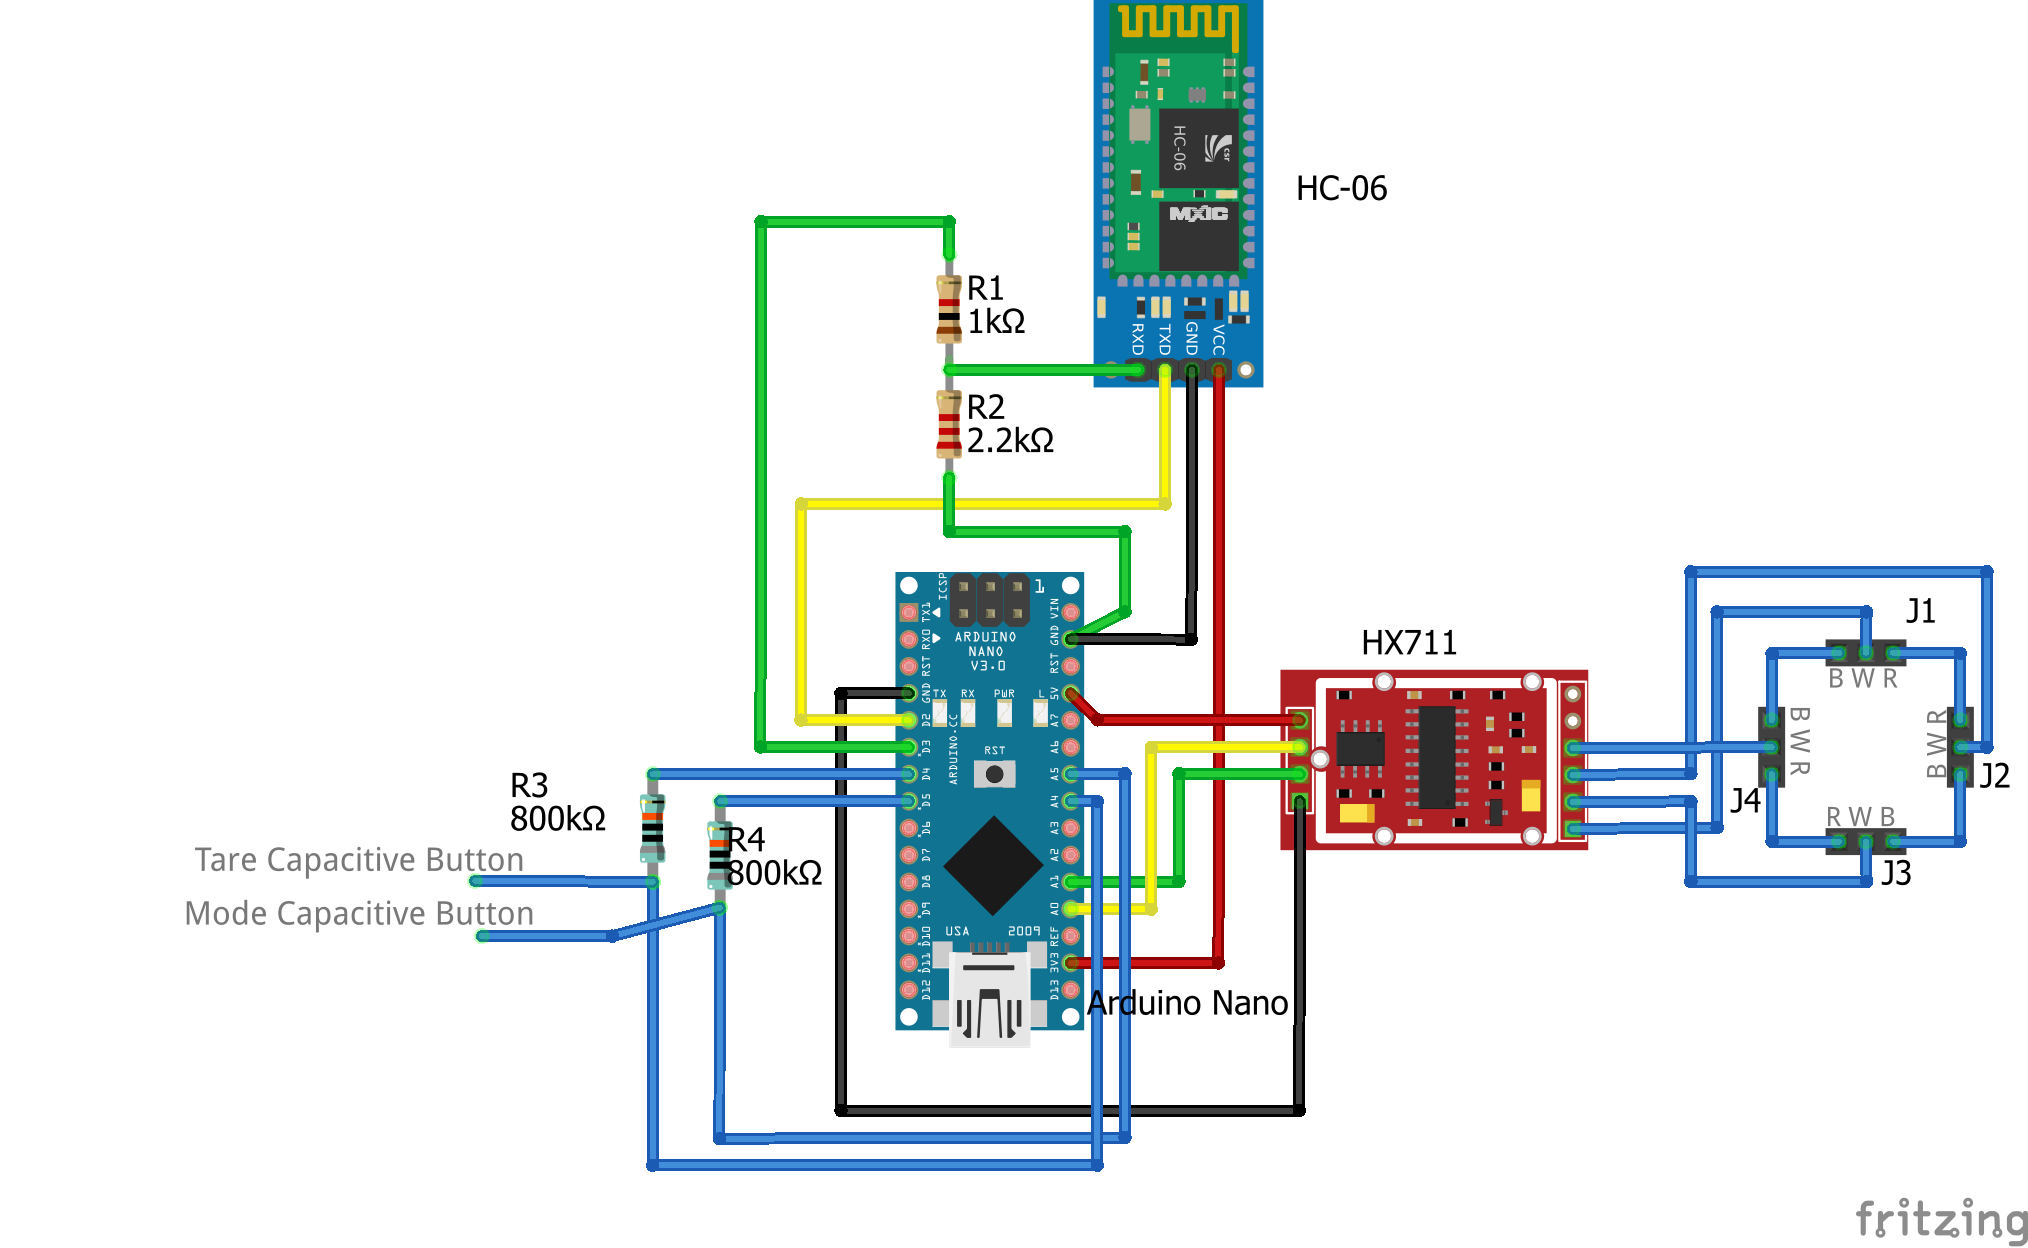 HC-06
CSR
MXIC
HC-06
RXD
TXD
GND
VCC
R1
1kΩ
R2
2.2kΩ
ICSP
1
ARDUINO
NANO
V3.0
TX1
RX0
RST
GND
D2
D3
D4
D5
D6
D7
D8
D9
D10
D11
D12
VIN
GND
RST
5V
A7
A6
A5
A4
A3
A2
A1
A0
REF
3V3
D13
TX
RX
PWR
L
RST
ARDUINO.CC
USA
2009
Arduino Nano
R3
800kΩ
R4
800kΩ
Tare Capacitive Button
Mode Capacitive Button
HX711
J1
B W R
B W R
J4
B W R
J2
R W B
J3
fritzing